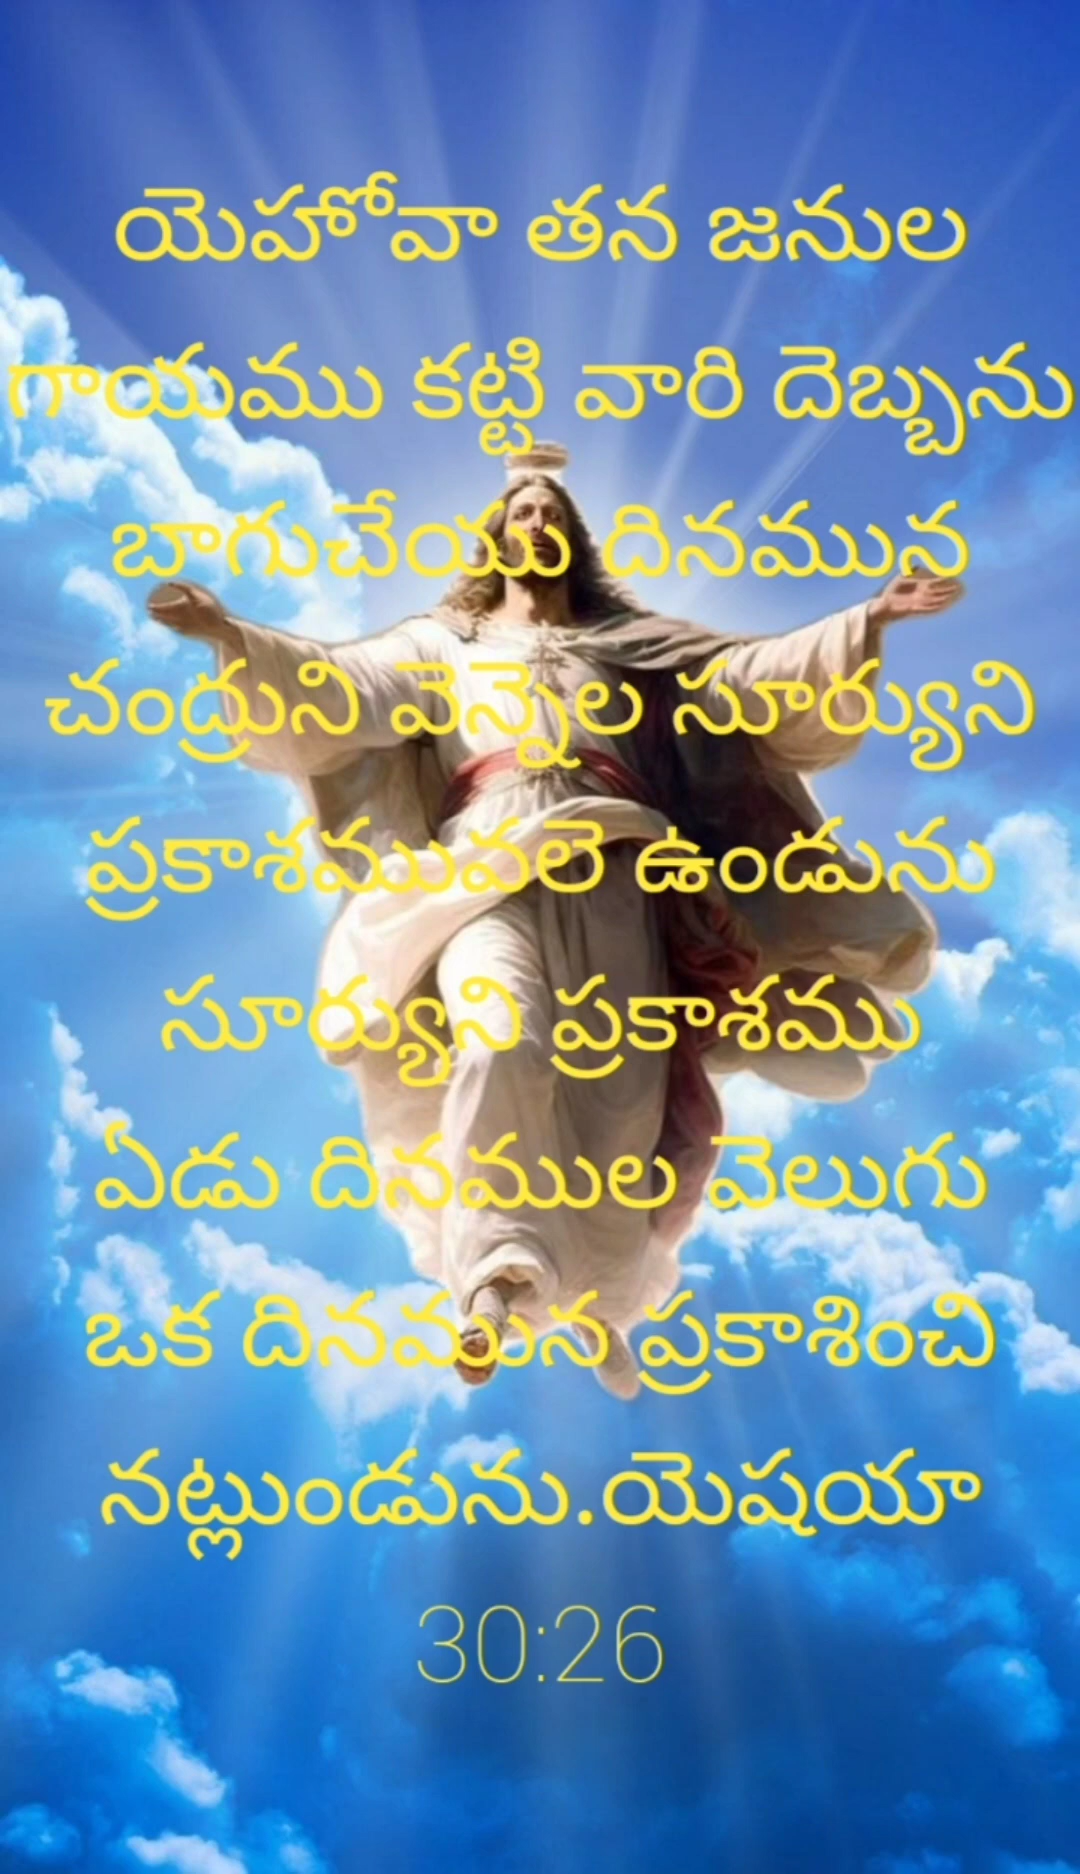 యెహోవా తన జనుల
గాయము కట్టి వారి దెబ్బను
బాగుచేయు దినమున
చంద్రుని వెన్నెల సూర్యుని
ప్రకాశమువలె ఉండును
సూర్యుని ప్రకాశము
ఏడు దినముల వెలుగు
ఒక దినమున ప్రకాశించి
నట్లుండును.యెషయా
30:26